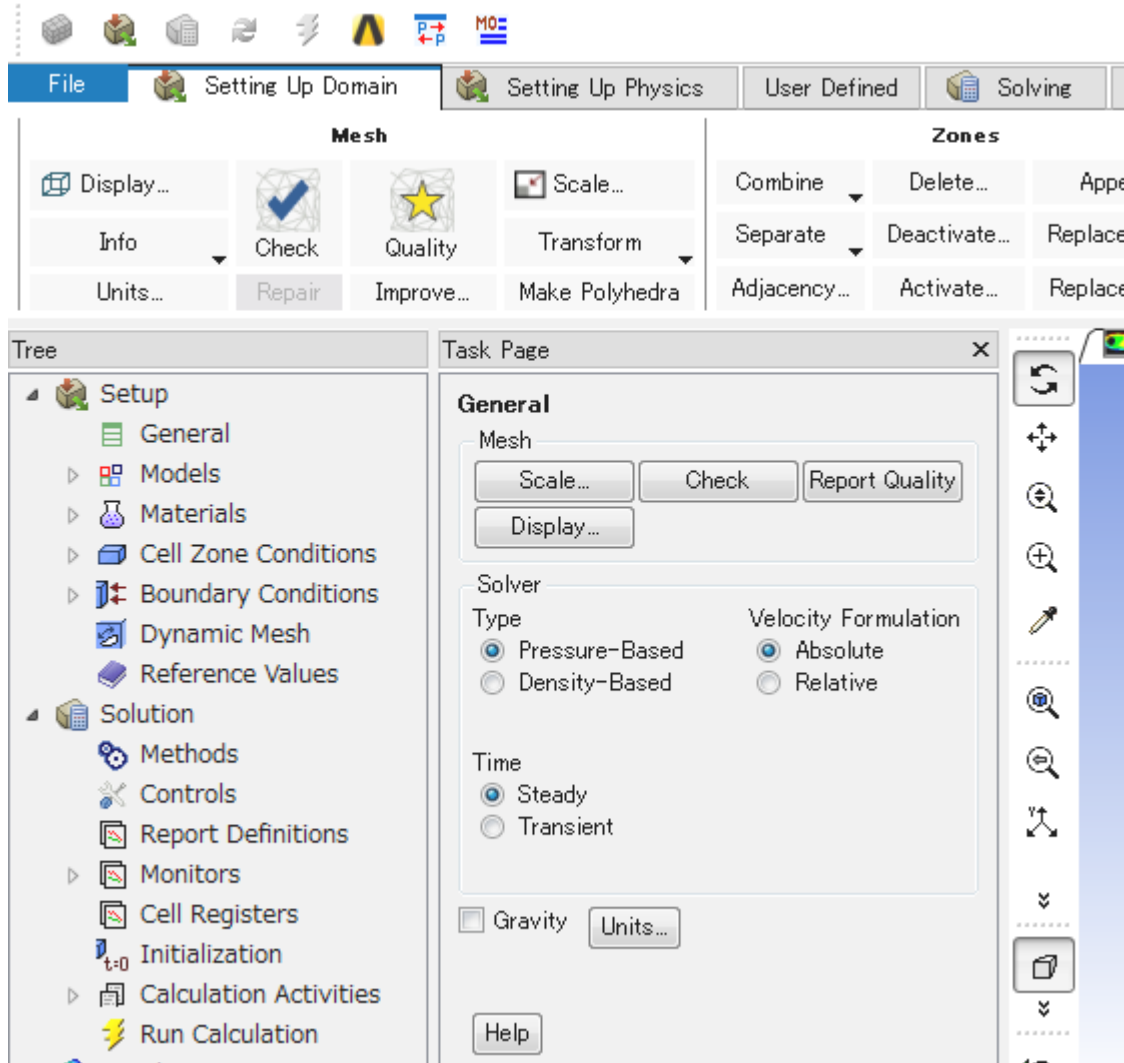 P P
MO
File Setting Up Domain Setting Up Physics User Defined Solving
Mesh Zones
Display... Scale... Combine Delete...
Info Check Quality Transform Separate Deactivate... Replace
Units... Repair Improve... Make Polyhedra Adjacency... Activate... Replace
Tree
Setup
General
Models
Materials
Cell Zone Conditions
Boundary Conditions
Dynamic Mesh
Reference Values
Solution
Methods
Controls
Report Definitions
Monitors
Cell Registers
t=0 Initialization
Calculation Activities
Run Calculation
Task Page
General
Mesh
Scale... Check Report Quality
Display...
Solver
Type Velocity Formulation
Pressure-Based Absolute
Density-Based Relative
Time
Steady
Transient
Gravity Units...
Help